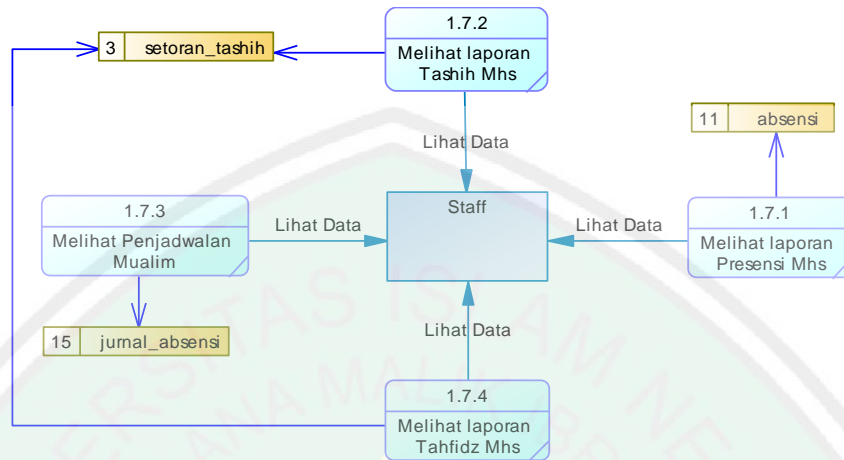 1.7.2
Melihat laporan
Tashih Mhs
3 setoran_tashih
Lihat Data
11 absensi
Staff
1.7.3
Melihat Penjadwalan
Mualim
Lihat Data
Lihat Data
1.7.1
Melihat laporan
Presensi Mhs
15 jurnal_absensi
Lihat Data
1.7.4
Melihat laporan
Tahfidz Mhs